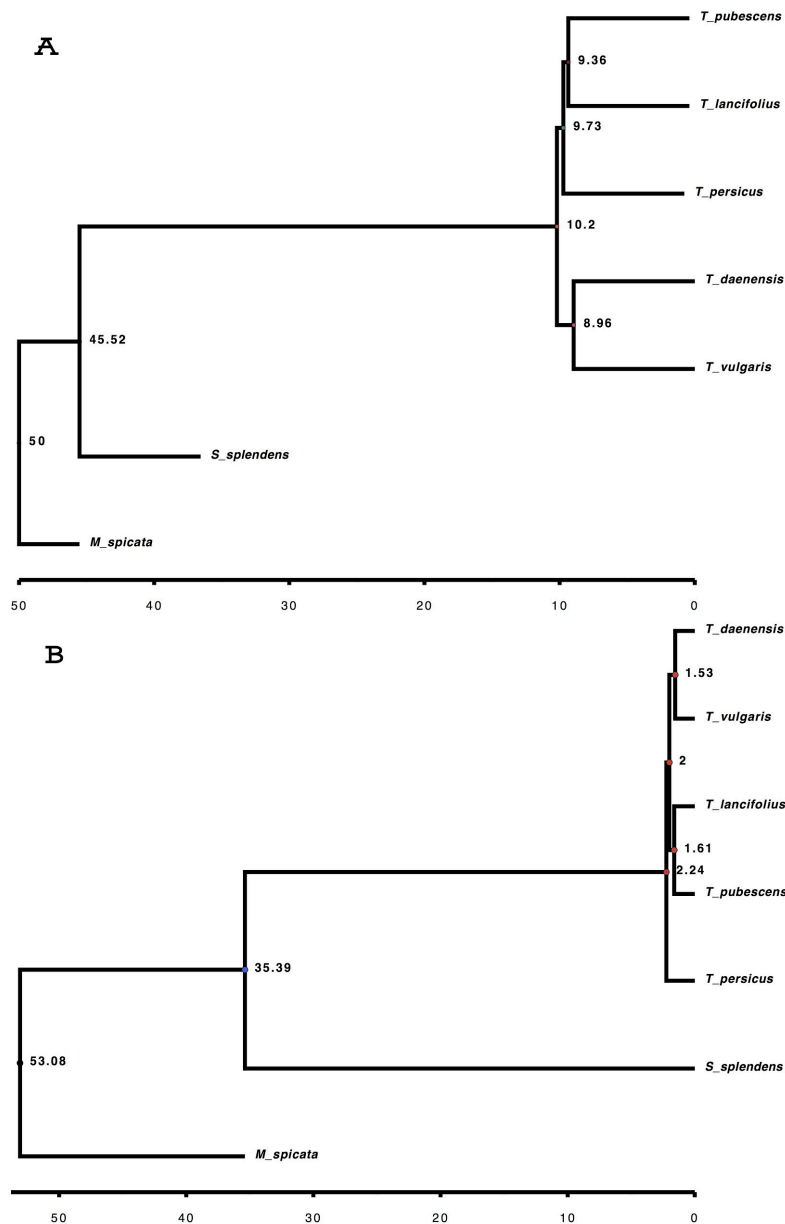 A
T_pubescens
9.36
T_lancifolius
9.73
T_persicus
10.2
T_daenensis
8.96
45.52
T_vulgaris
50
S_splendens
M_spicata
50 40 30 20 10 0
B
T_daenensis
1.53
T_vulgaris
2
T_lancifolius
1.61
2.24
T_pubescens
35.39
T_persicus
53.08
S_splendens
M_spicata
50 40 30 20 10 0